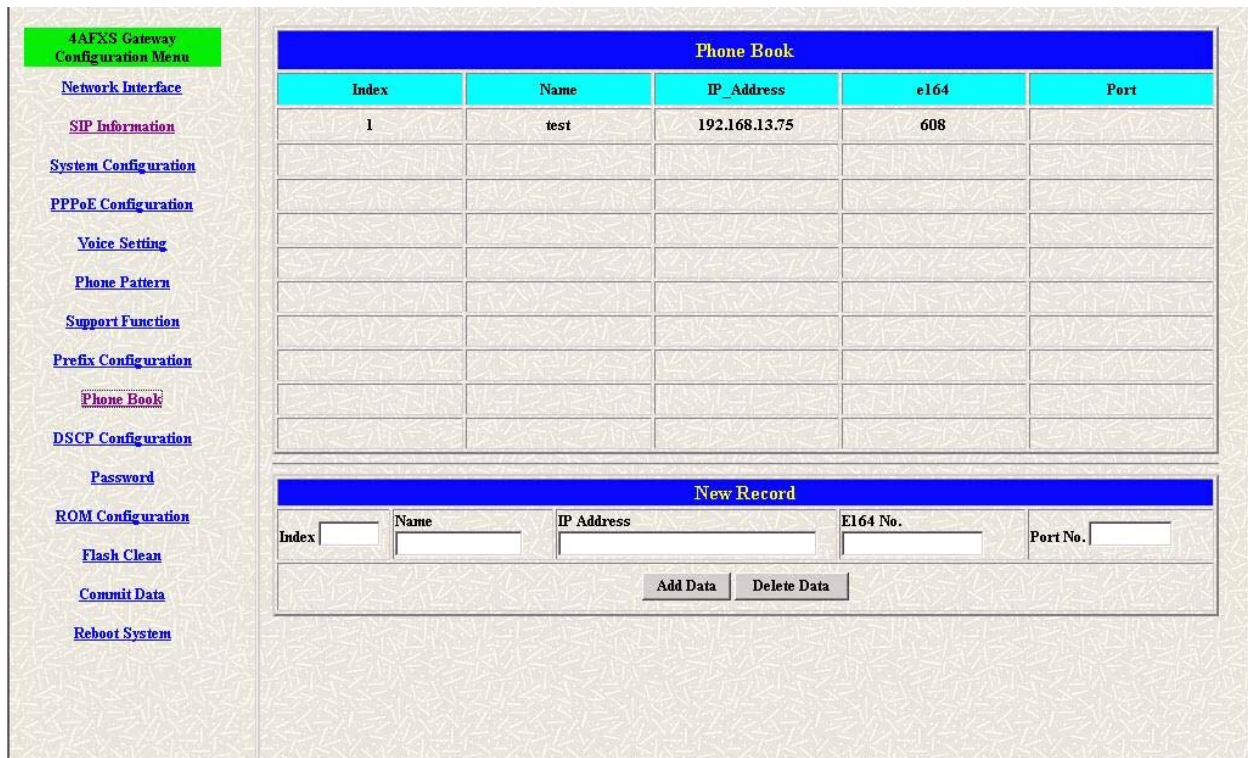 4AFXS Gateway
Configuration Menu
Network Interface
SIP Information
System Configuration
PPPoE Configuration
Voice Setting
Phone Pattern
Support Function
Prefix Configuration
Phone Book
DSCP Configuration
Password
ROM Configuration
Flash Clean
Commit Data
Reboot System
Phone Book
Index Name IP_Address e164 Port
1 test 192.168.13.75 608
New Record
Index Name IP Address E164 No. Port No.
Add Data Delete Data